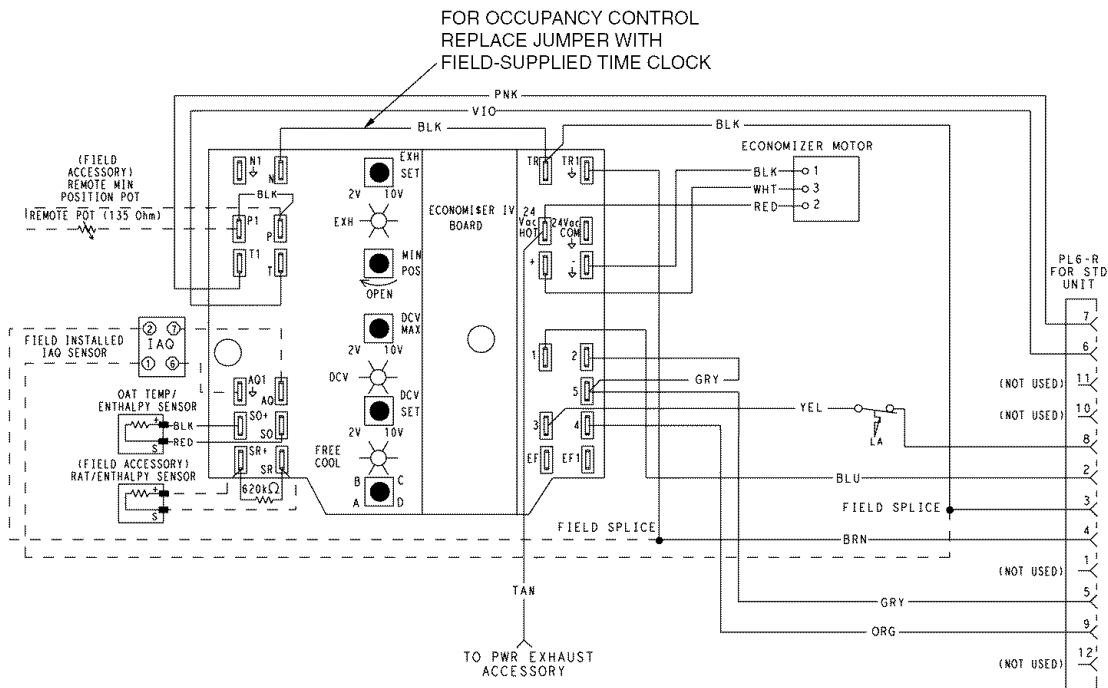 FOR OCCUPANCY CONTROL
REPLACE JUMPER WITH
FIELD-SUPPLIED TIME CLOCK
PNK
VIO
BLK
BLK
(FIELD
ACCESSORY)
REMOTE MIN
POSITION POT
REMOTE POT (135 Ohm)
N1
N
BLK
P1
P
T1
T
EXH
SET
2V
10V
EXH
MIN
POS
OPEN
DCV
MAX
2V
10V
DCV
DCV
SET
2V
10V
FREE
COOL
B
C
A
D
ECONOMI$ER IV
BOARD
TR
TR1
24
Vac
HOT
24Vac
COM
+
-
1
2
5
3
4
EF
EF1
ECONOMIZER MOTOR
BLK
1
WHT
3
RED
2
FIELD INSTALLED
IAQ SENSOR
2
7
IAQ
1
6
AQ1
AQ
OAT TEMP/
ENTHALPY SENSOR
+
BLK
S
RED
SO+
SO
(FIELD ACCESSORY)
RAT/ENTHALPY SENSOR
+
S
SR+
SR
620kΩ
GRY
YEL
LA
BLU
FIELD SPLICE
FIELD SPLICE
BRN
TAN
GRY
ORG
TO PWR EXHAUST
ACCESSORY
PL6-R
FOR STD
UNIT
7
6
(NOT USED)
11
(NOT USED)
10
8
2
3
4
(NOT USED)
1
5
9
(NOT USED)
12